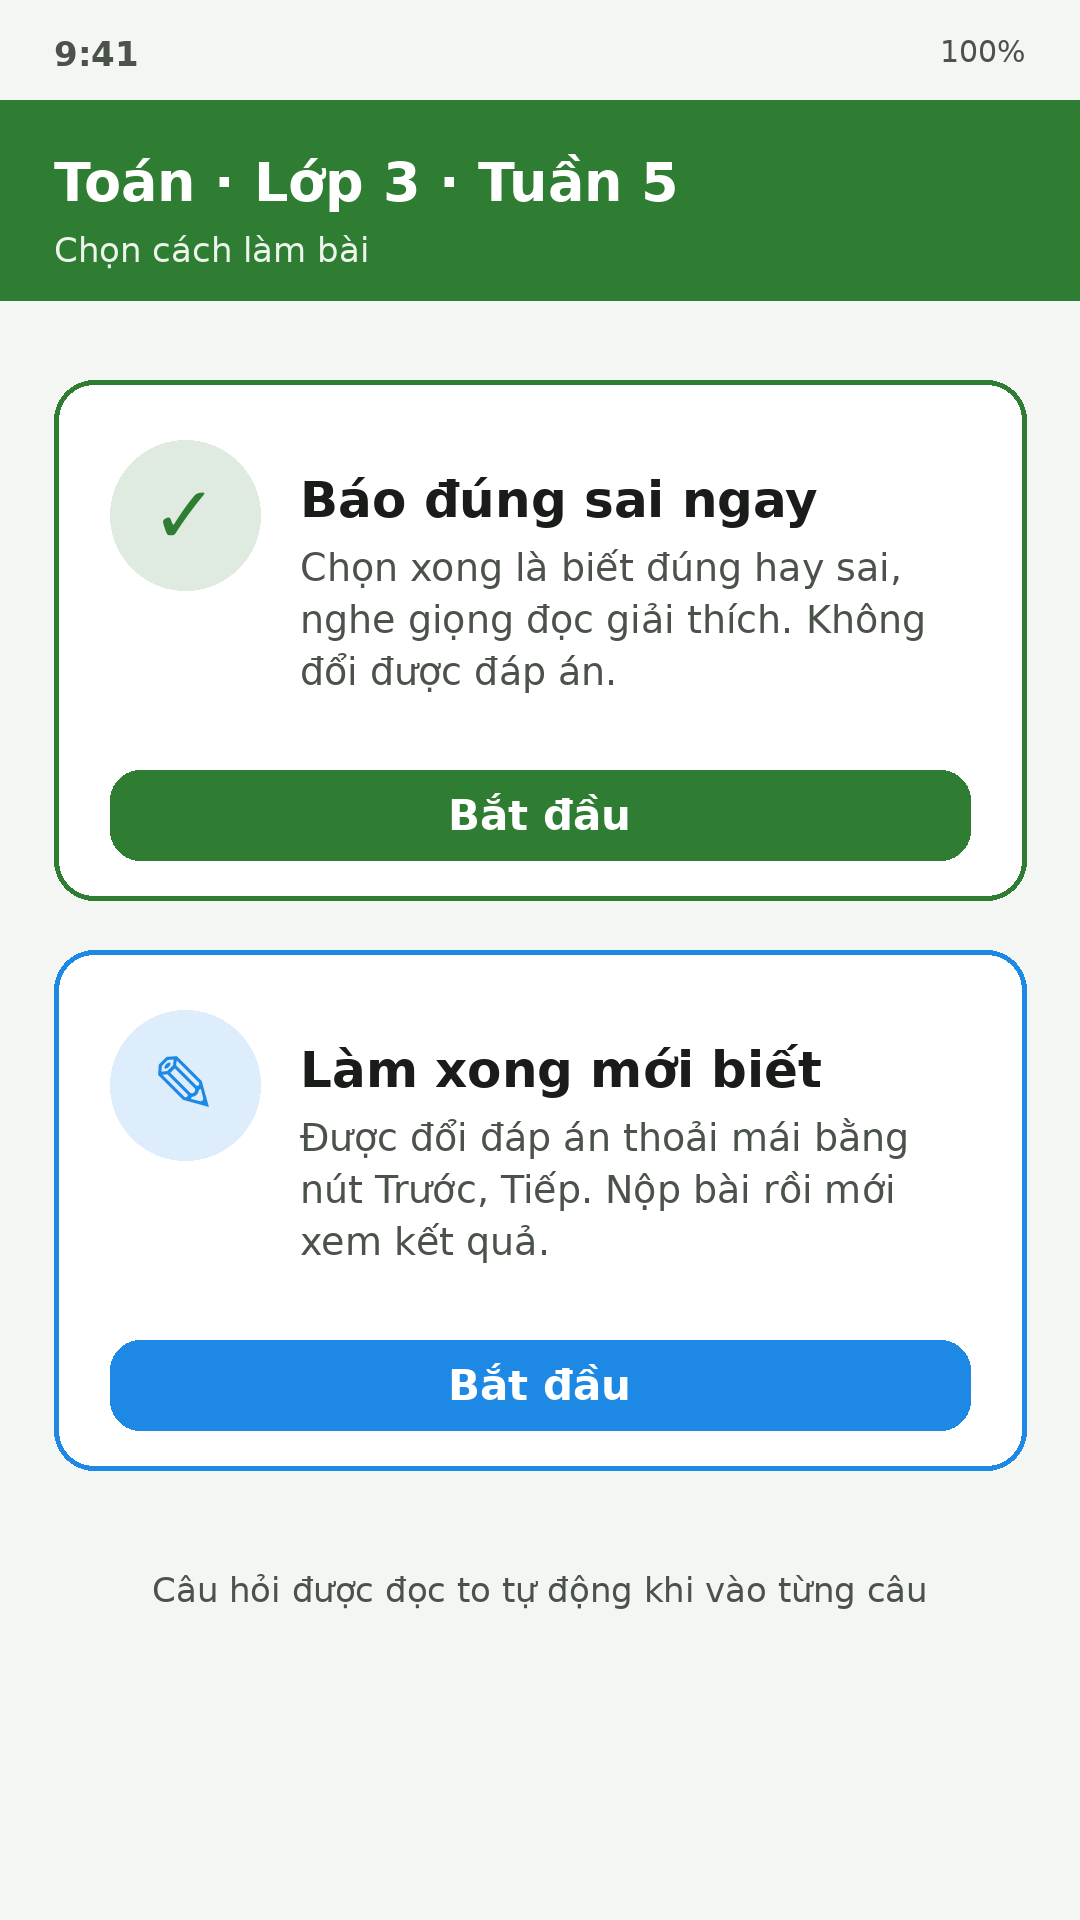 9:41
100%
Toán · Lớp 3 · Tuần 5
Chọn cách làm bài
✓
Báo đúng sai ngay
Chọn xong là biết đúng hay sai,
nghe giọng đọc giải thích. Không
đổi được đáp án.
Bắt đầu
✎
Làm xong mới biết
Được đổi đáp án thoải mái bằng
nút Trước, Tiếp. Nộp bài rồi mới
xem kết quả.
Bắt đầu
Câu hỏi được đọc to tự động khi vào từng câu